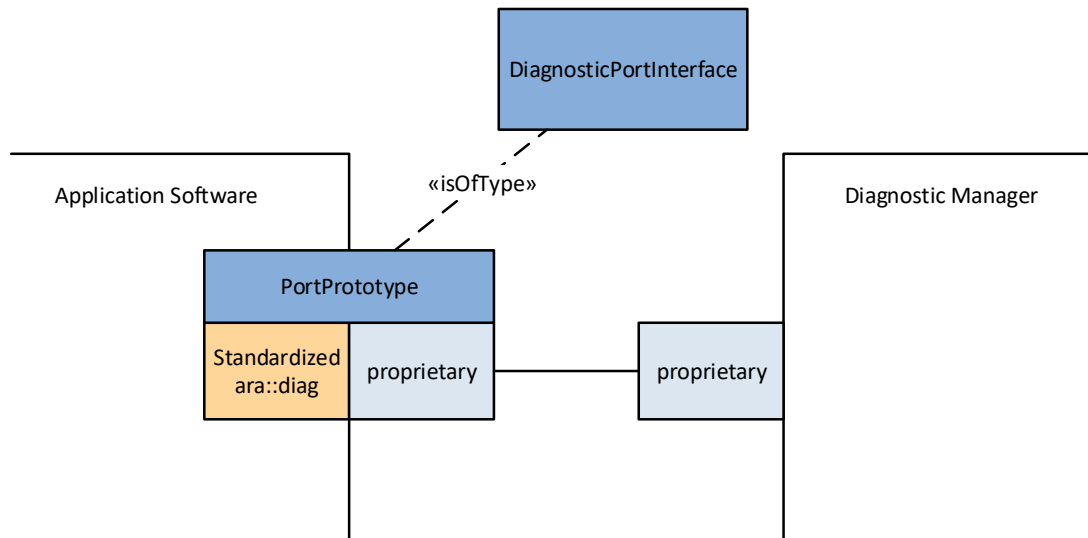 DiagnosticPortInterface
«isOfType»
Application Software
Diagnostic Manager
PortPrototype
Standardized
ara::diag
proprietary
proprietary